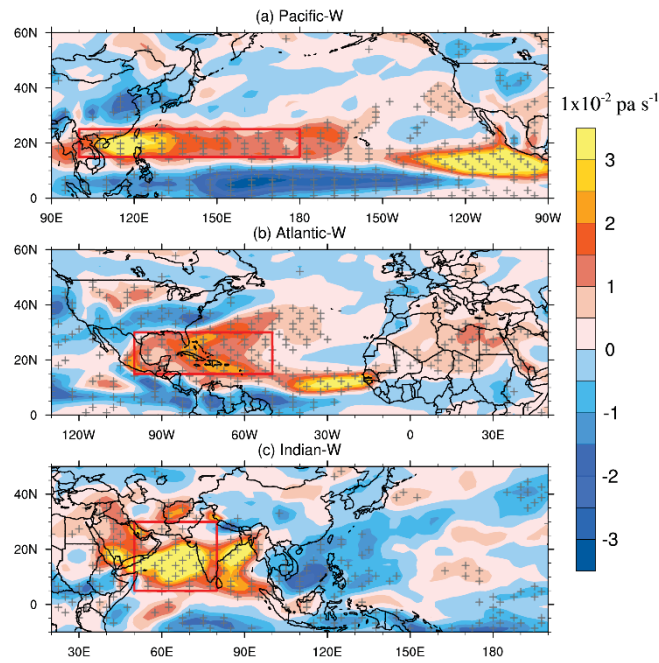 (a) Pacific-W
60N
40N
20N
0
90E 120E 150E 180 150W 120W 90W
(b) Atlantic-W
60N
40N
20N
0
120W 90W 60W 30W 0 30E
(c) Indian-W
40N
20N
0
30E 60E 90E 120E 150E 180
1x10⁻² pa s⁻¹
3
2
1
0
-1
-2
-3